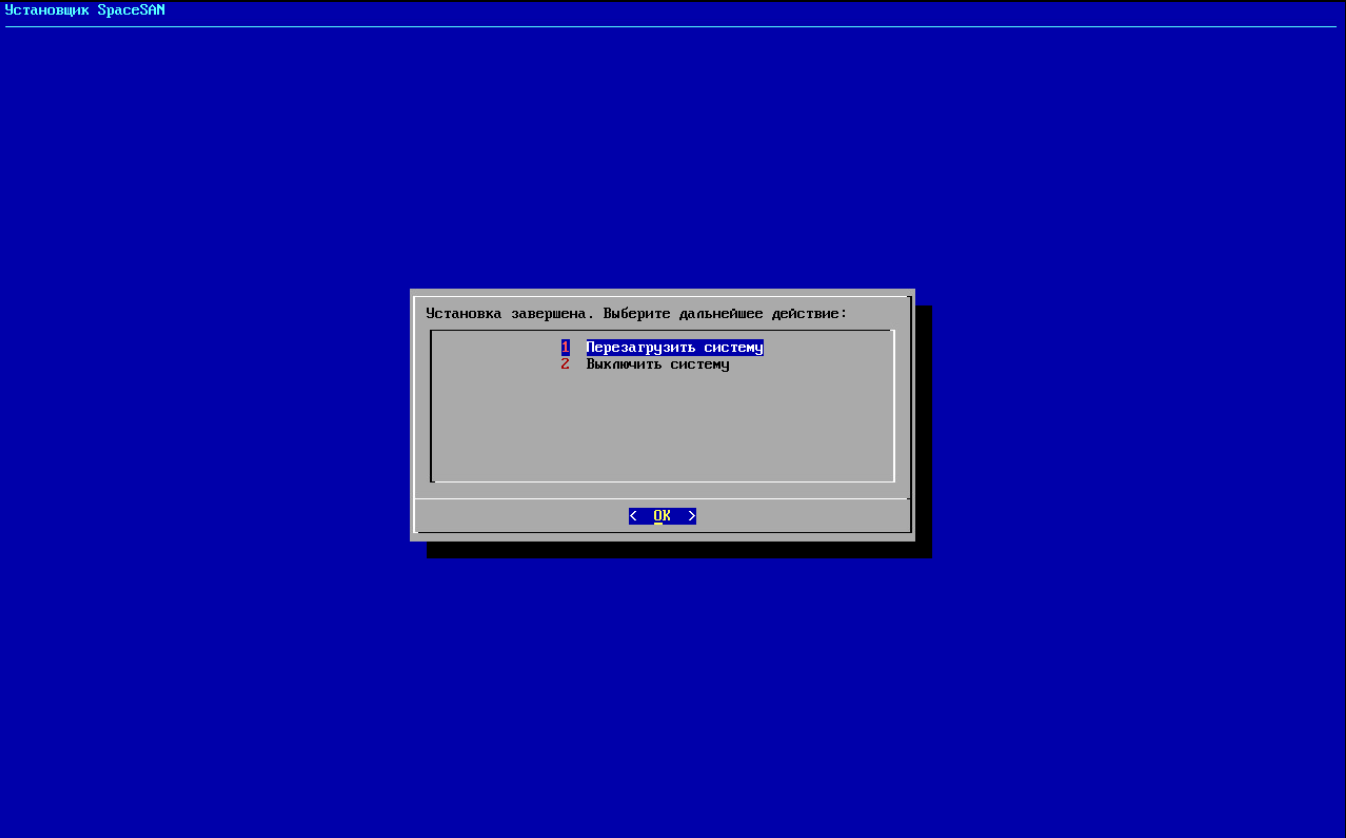 Установщик SpaceSAN
Установка завершена. Выберите дальнейшее действие:
1 Перезагрузить систему
2 Выключить систему
< OK >